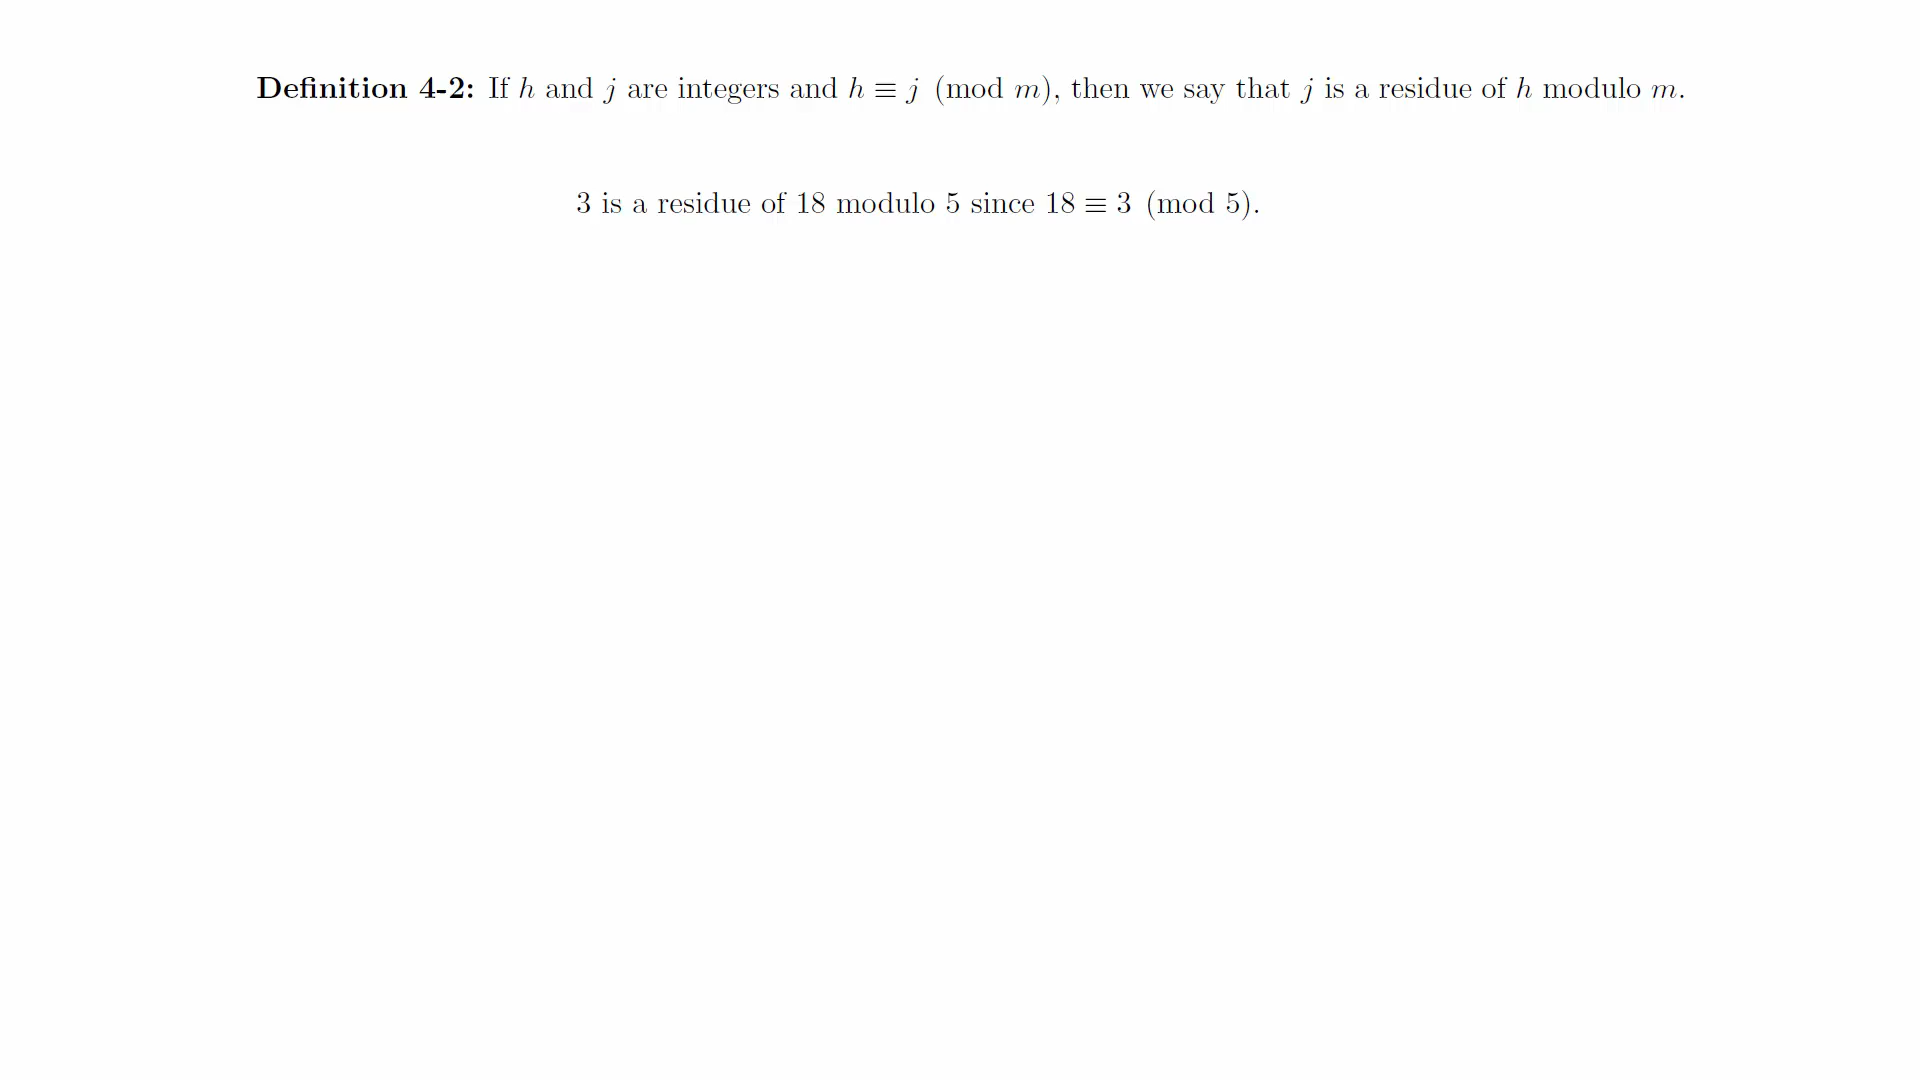 Definition 4-2: If h and j are integers and h ≡ j (mod m), then we say that j is a residue of h modulo m.
3 is a residue of 18 modulo 5 since 18 ≡ 3 (mod 5).